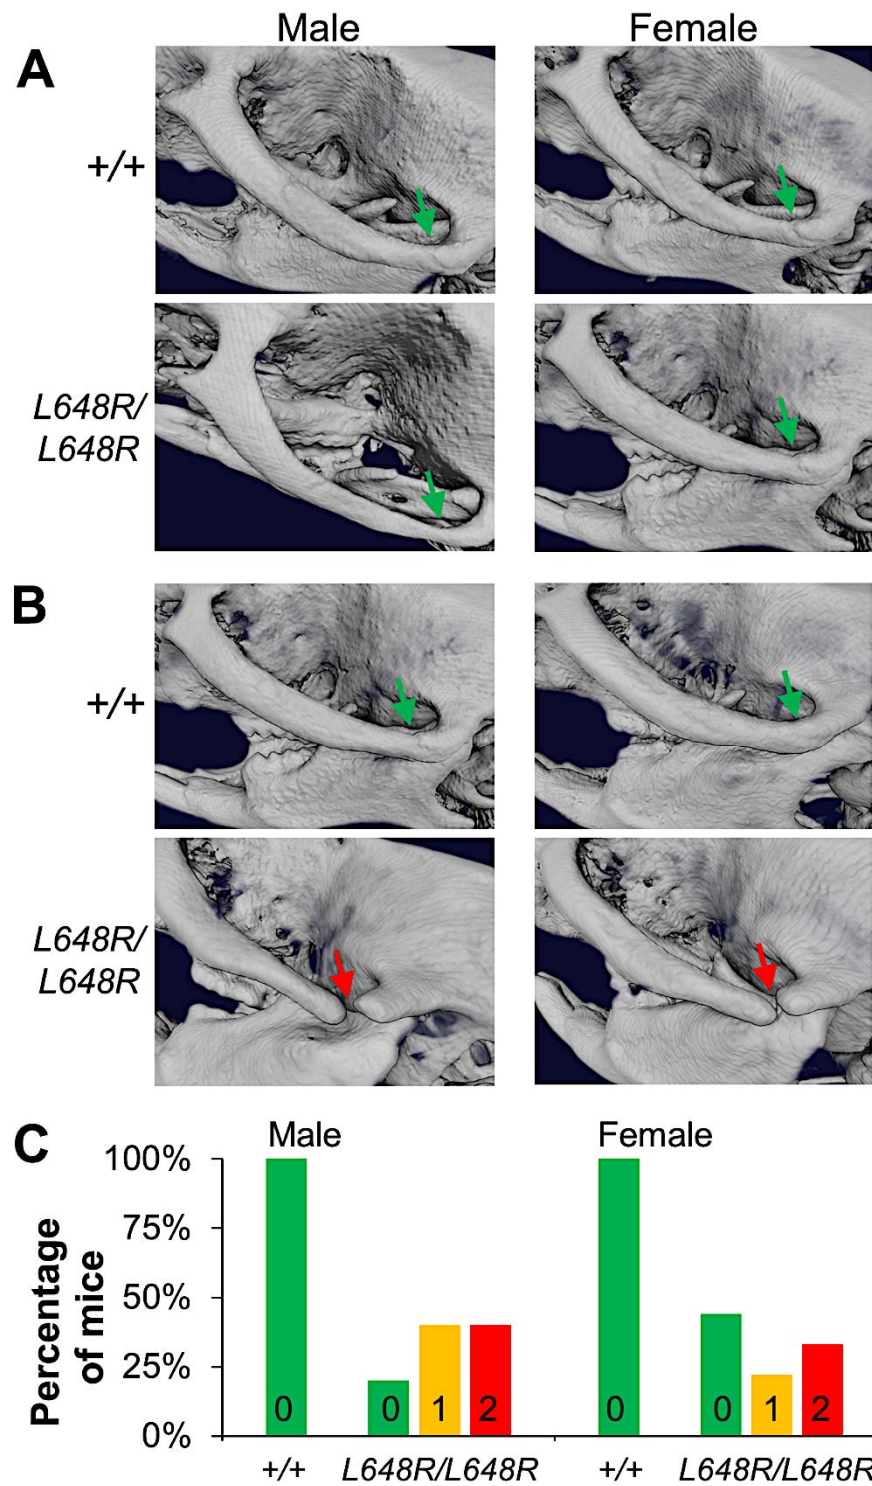 Male Female
A
+/+
L648R/
L648R
B
+/+
L648R/
L648R
C
Male Female
100%
75%
50%
25%
0%
Percentage
of mice
0 0 1 2 0 0 1 2
+/+ L648R/L648R +/+ L648R/L648R